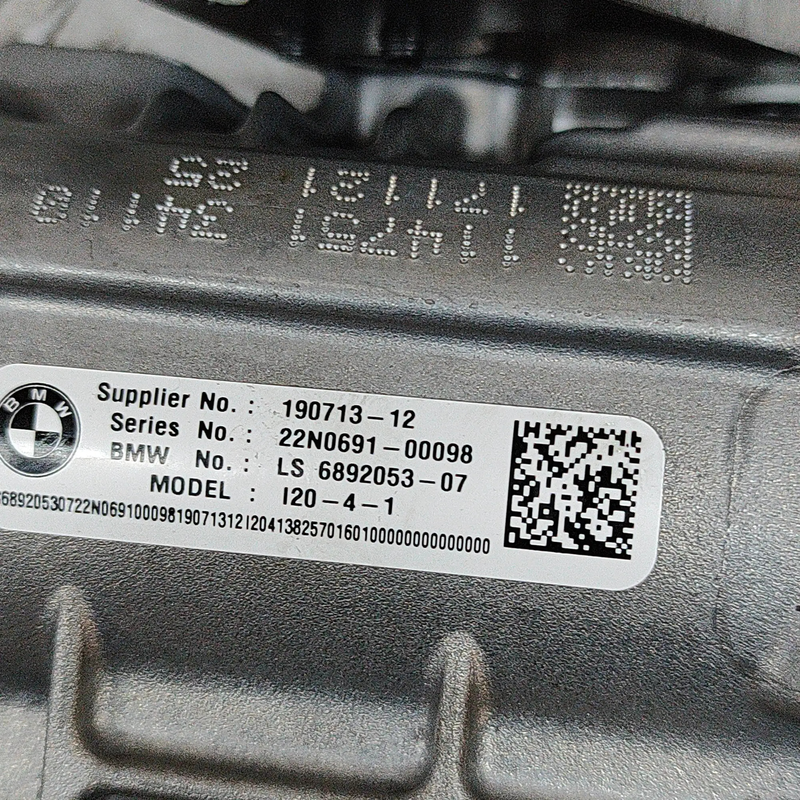 BMW
Supplier No. : 190713-12
Series No. : 22N0691-00098
BMW No. : LS 6892053-07
MODEL : I20-4-1
68920530722N06910009819071312I2041382570160100000000000000